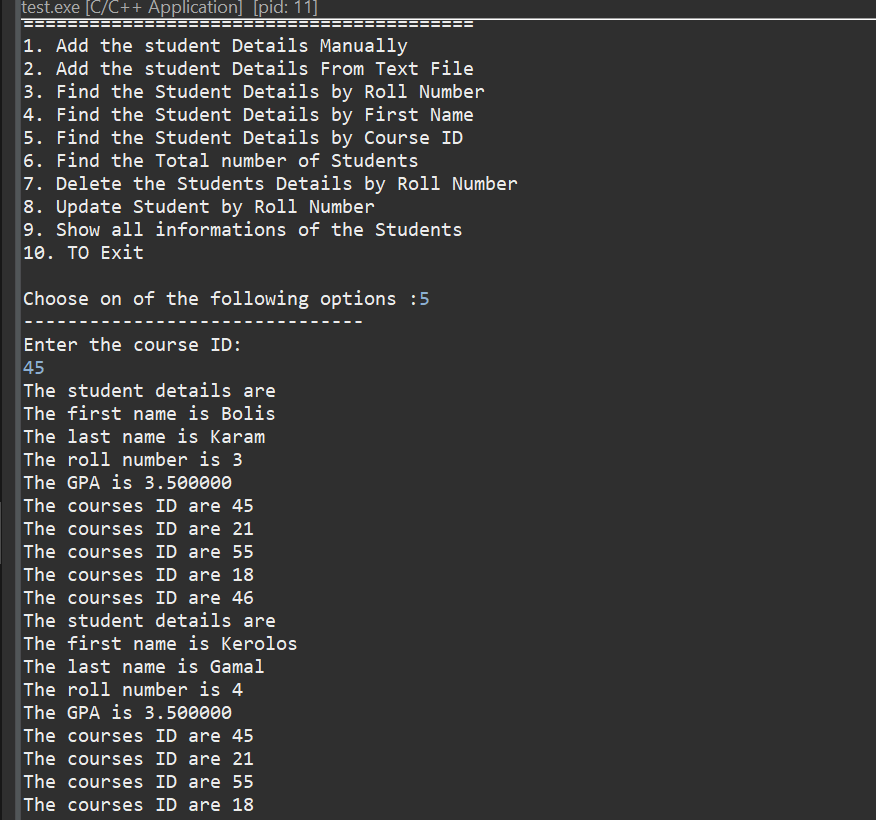 test.exe [C/C++ Application] [pid: 11]
=========================================
1. Add the student Details Manually
2. Add the student Details From Text File
3. Find the Student Details by Roll Number
4. Find the Student Details by First Name
5. Find the Student Details by Course ID
6. Find the Total number of Students
7. Delete the Students Details by Roll Number
8. Update Student by Roll Number
9. Show all informations of the Students
10. TO Exit
Choose on of the following options :5
-------------------------------
Enter the course ID:
45
The student details are
The first name is Bolis
The last name is Karam
The roll number is 3
The GPA is 3.500000
The courses ID are 45
The courses ID are 21
The courses ID are 55
The courses ID are 18
The courses ID are 46
The student details are
The first name is Kerolos
The last name is Gamal
The roll number is 4
The GPA is 3.500000
The courses ID are 45
The courses ID are 21
The courses ID are 55
The courses ID are 18